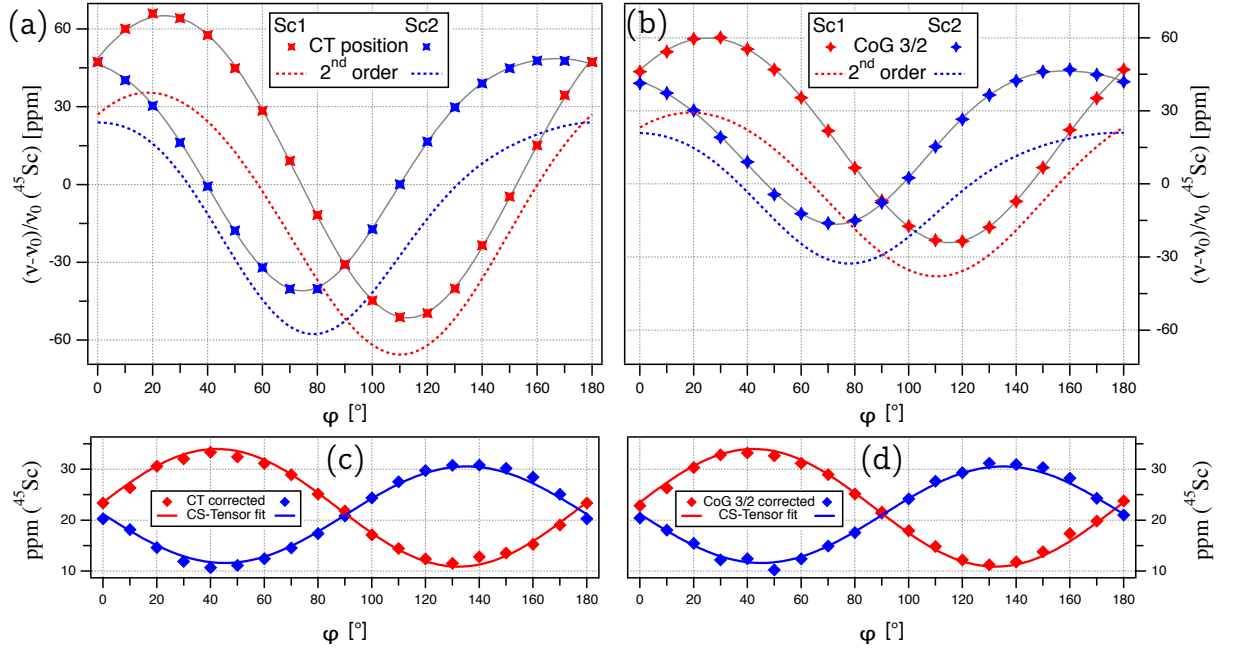 (a)
Sc1 Sc2
CT position
2nd order
(ν-ν0)/ν0 (45Sc) [ppm]
60
30
0
-30
-60
0 20 40 60 80 100 120 140 160 180
φ [°]
(b)
Sc1 Sc2
CoG 3/2
2nd order
(ν-ν0)/ν0 (45Sc) [ppm]
60
30
0
-30
-60
0 20 40 60 80 100 120 140 160 180
φ [°]
(c)
CT corrected
CS-Tensor fit
ppm (45Sc)
30
20
10
0 20 40 60 80 100 120 140 160 180
φ [°]
(d)
CoG 3/2 corrected
CS-Tensor fit
ppm (45Sc)
30
20
10
0 20 40 60 80 100 120 140 160 180
φ [°]